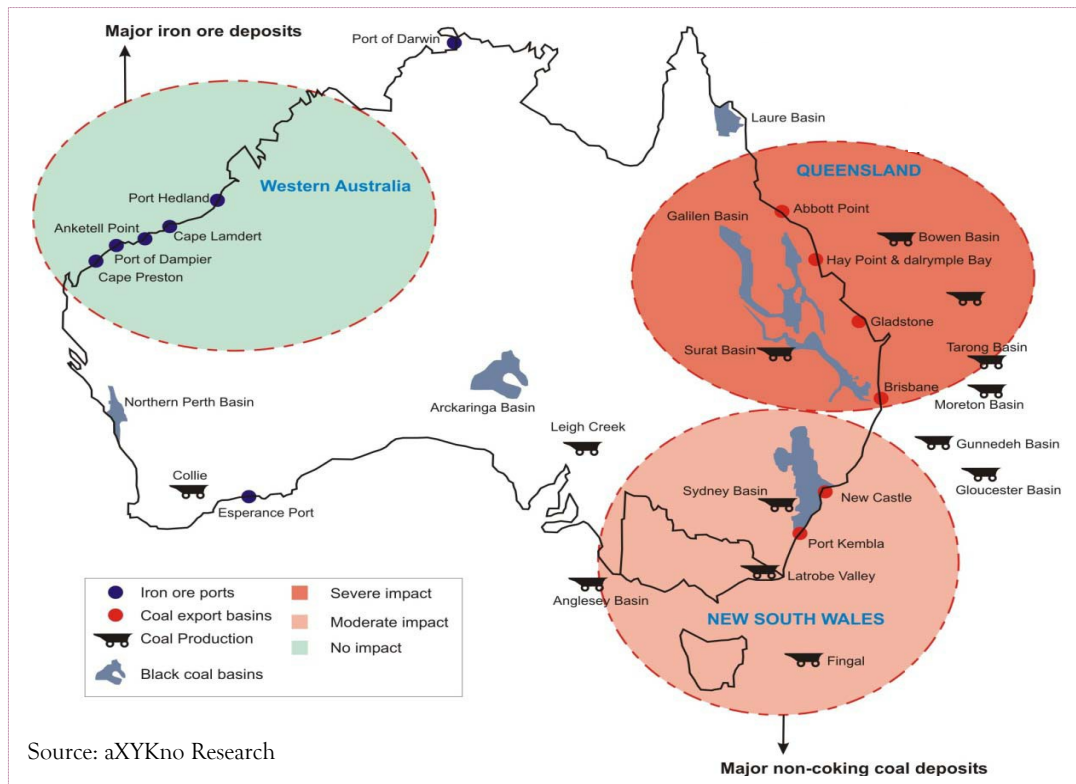 Major iron ore deposits
Port of Darwin
Laure Basin
QUEENSLAND
Western Australia
Port Hedland
Galilen Basin
Abbott Point
Anketell Point
Cape Lamdert
Bowen Basin
Port of Dampier
Hay Point & dalrymple Bay
Cape Preston
Gladstone
Surat Basin
Tarong Basin
Brisbane
Northern Perth Basin
Arckaringa Basin
Moreton Basin
Leigh Creek
Gunnedeh Basin
Collie
Gloucester Basin
Sydney Basin
New Castle
Esperance Port
Port Kembla
Latrobe Valley
Anglesey Basin
NEW SOUTH WALES
Fingal
Iron ore ports
Severe impact
Coal export basins
Moderate impact
Coal Production
No impact
Black coal basins
Source: aXYKno Research
Major non-coking coal deposits